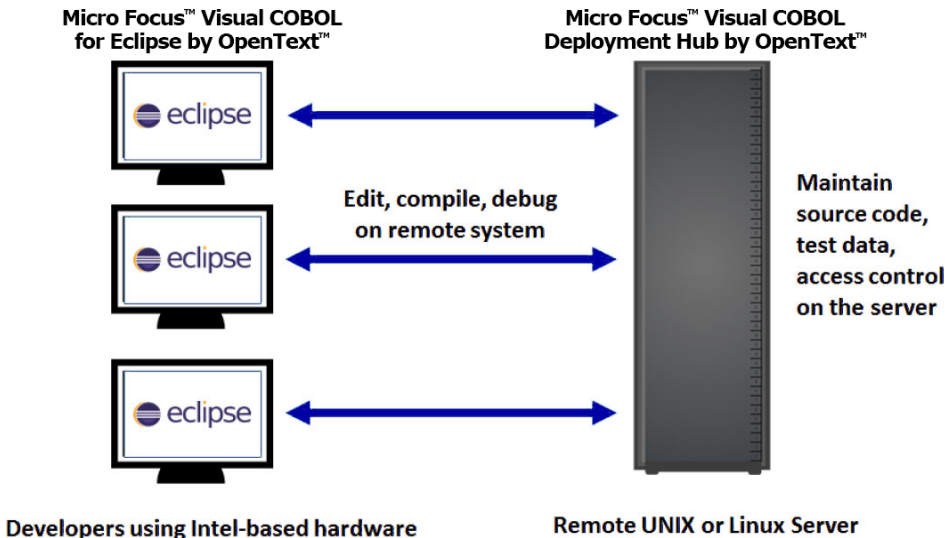 Micro Focus™ Visual COBOL
for Eclipse by OpenText™
Micro Focus™ Visual COBOL
Deployment Hub by OpenText™
eclipse
eclipse
eclipse
Edit, compile, debug
on remote system
Maintain
source code,
test data,
access control
on the server
Developers using Intel-based hardware
Remote UNIX or Linux Server